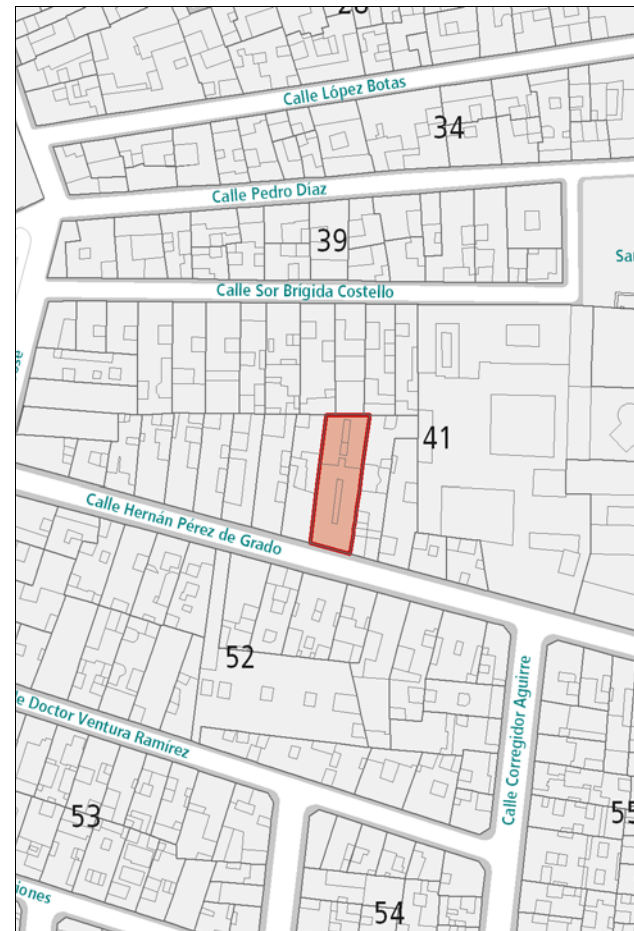 Calle López Botas
34
Calle Pedro Díaz
39
Calle Sor Brígida Costello
41
Calle Hernán Pérez de Grado
52
Doctor Ventura Ramírez
Calle Corregidor Aguirre
53
55
54